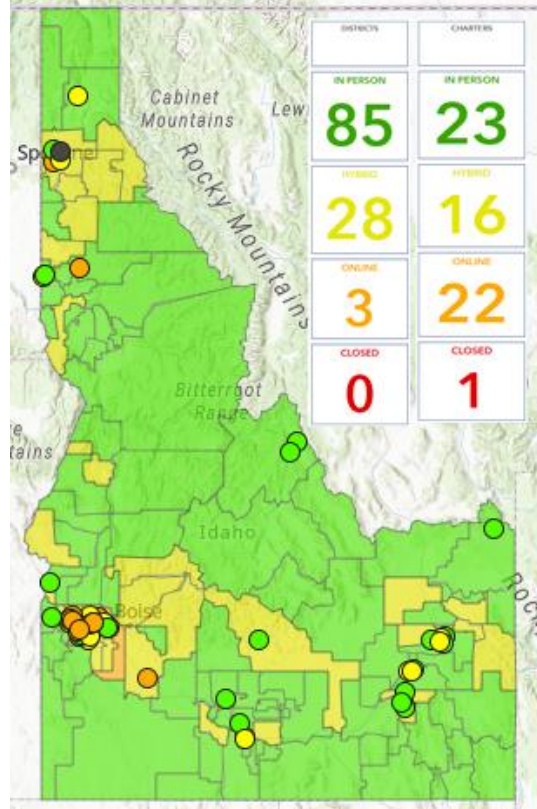 DISTRICTS
CHARTERS
IN PERSON
85
IN PERSON
23
HYBRID
28
HYBRID
16
ONLINE
3
ONLINE
22
CLOSED
0
CLOSED
1
Cabinet
Mountains
Rocky Mountains
Bitterroot
Range
tains
Idaho
Boise